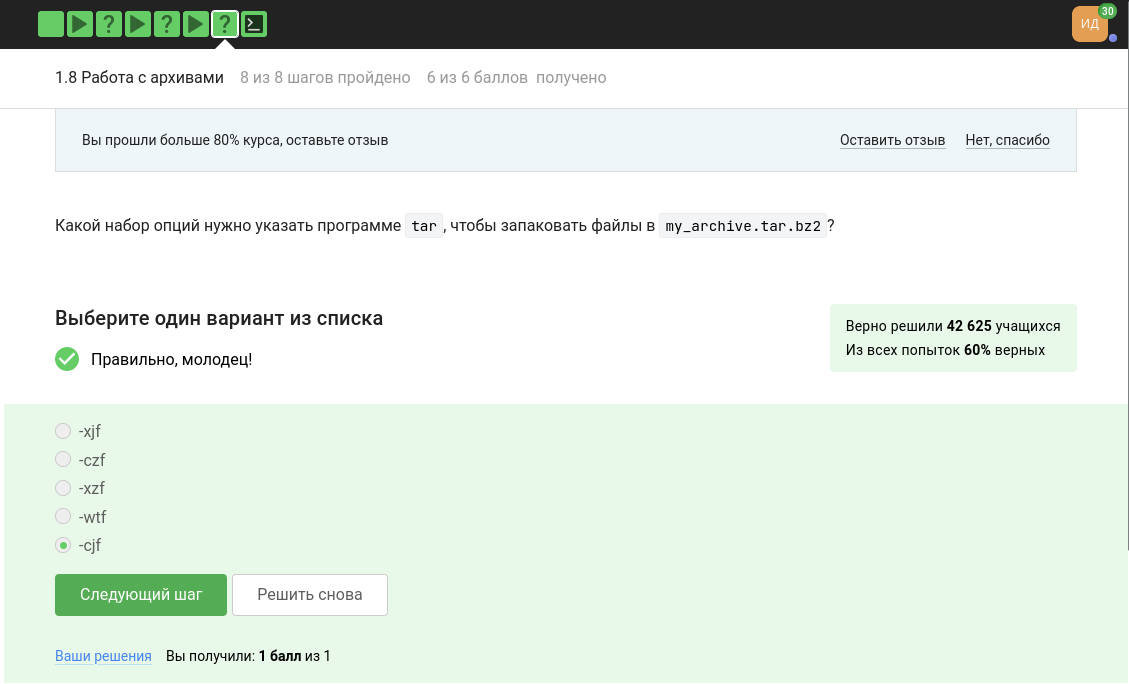 ? ? ?
ИД 30
1.8 Работа с архивами 8 из 8 шагов пройдено 6 из 6 баллов получено
Вы прошли больше 80% курса, оставьте отзыв Оставить отзыв Нет, спасибо
Какой набор опций нужно указать программе tar, чтобы запаковать файлы в my_archive.tar.bz2?
Выберите один вариант из списка
Правильно, молодец!
Верно решили 42 625 учащихся
Из всех попыток 60% верных
-xjf
-czf
-xzf
-wtf
-cjf
Следующий шаг Решить снова
Ваши решения Вы получили: 1 балл из 1